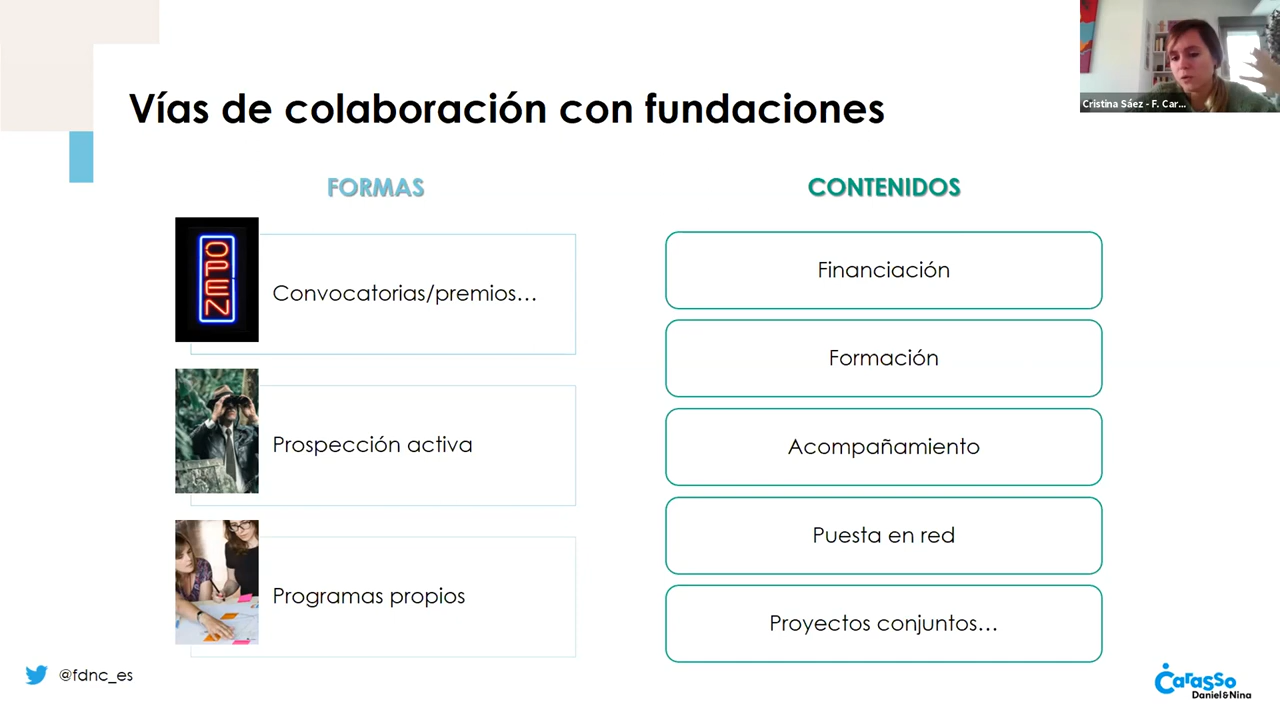 Vías de colaboración con fundaciones
Cristina Sáez - F. Car...
FORMAS
OPEN
Convocatorias/premios...
Prospección activa
Programas propios
CONTENIDOS
Financiación
Formación
Acompañamiento
Puesta en red
Proyectos conjuntos...
@fdnc_es
Carasso
Daniel&Nina